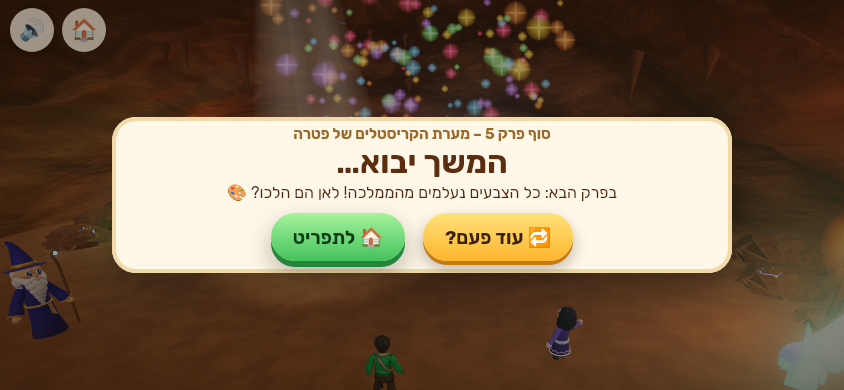 סוף פרק 5 – מערת הקריסטלים של פטרה
המשך יבוא...
בפרק הבא: כל הצבעים נעלמים מהממלכה! לאן הם הלכו? 🎨
🔁 עוד פעם?
🏠 לתפריט